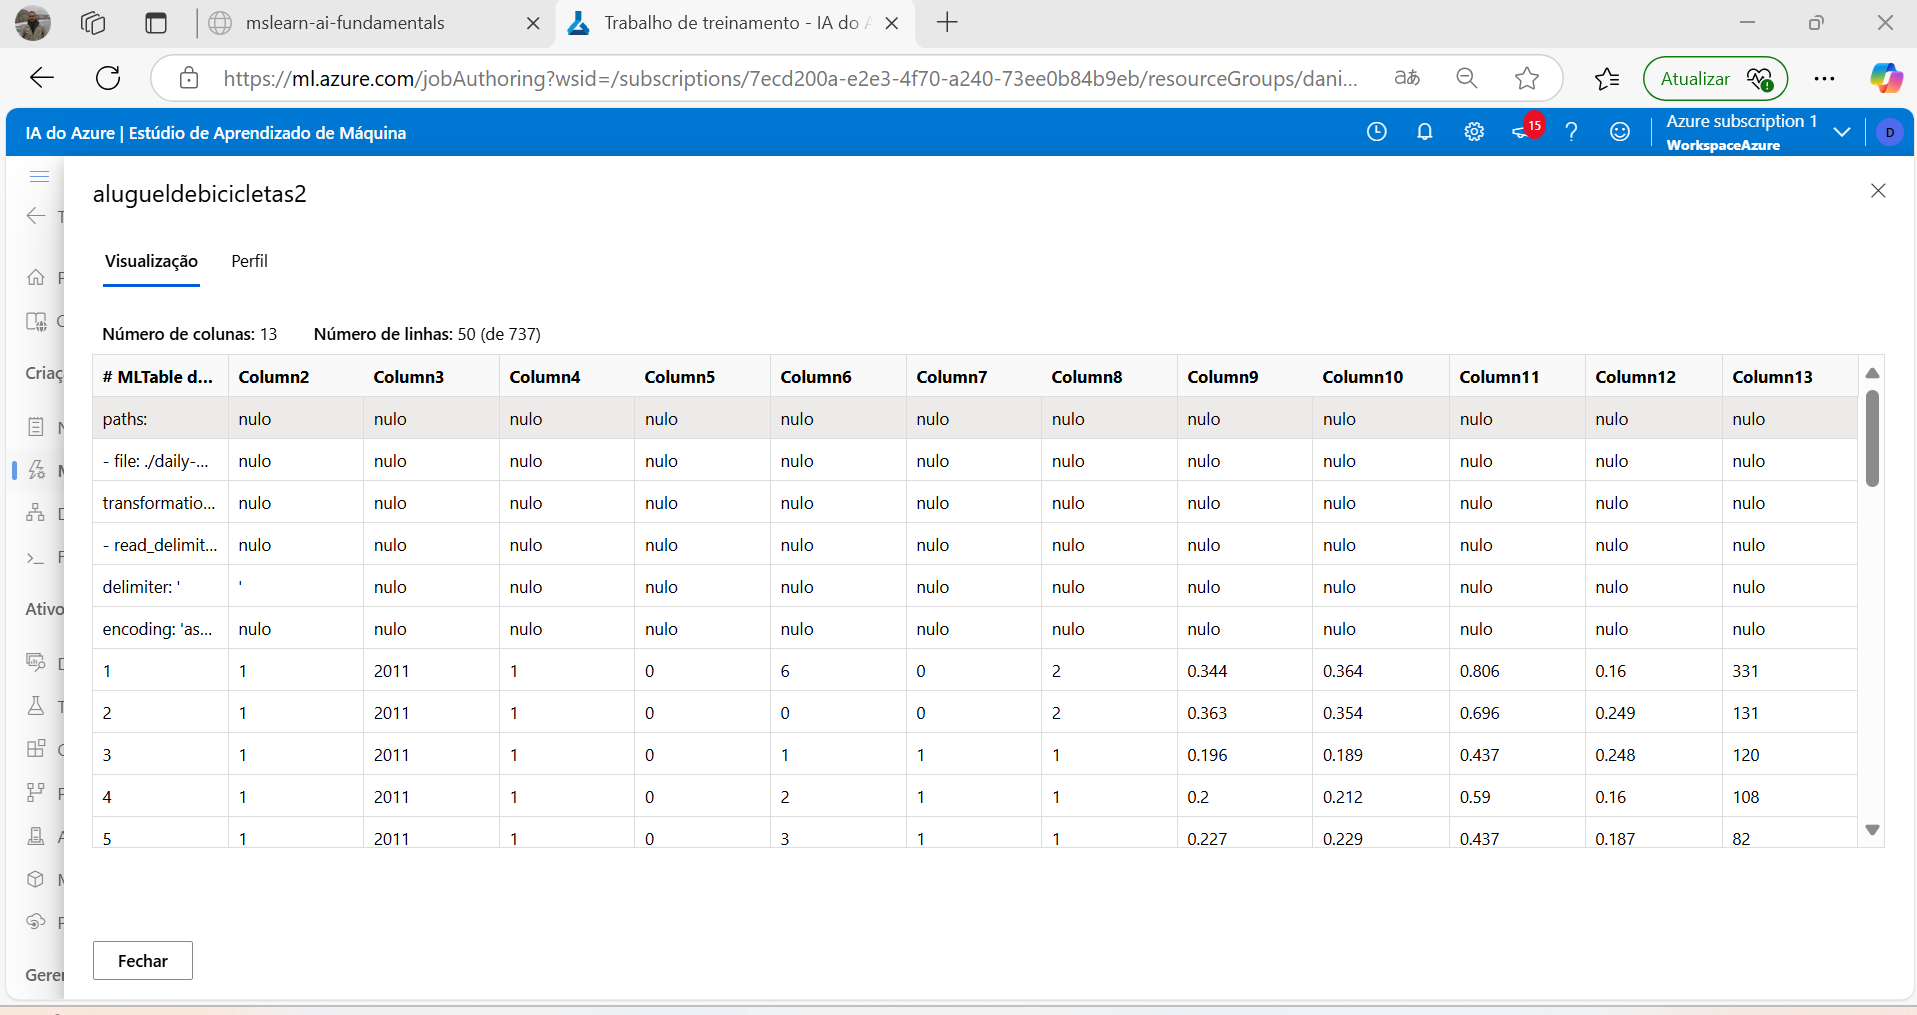 mslearn-ai-fundamentals
Trabalho de treinamento - IA do A
https://ml.azure.com/jobAuthoring?wsid=/subscriptions/7ecd200a-e2e3-4f70-a240-73ee0b84b9eb/resourceGroups/dani...
aあ
Atualizar
IA do Azure | Estúdio de Aprendizado de Máquina
15
Azure subscription 1
WorkspaceAzure
D
alugueldebicicletas2
Visualização Perfil
Número de colunas: 13 Número de linhas: 50 (de 737)
# MLTable d... Column2 Column3 Column4 Column5 Column6 Column7 Column8 Column9 Column10 Column11 Column12 Column13
paths: nulo nulo nulo nulo nulo nulo nulo nulo nulo nulo nulo nulo
- file: ./daily-... nulo nulo nulo nulo nulo nulo nulo nulo nulo nulo nulo nulo
transformatio... nulo nulo nulo nulo nulo nulo nulo nulo nulo nulo nulo nulo
- read_delimit... nulo nulo nulo nulo nulo nulo nulo nulo nulo nulo nulo nulo
delimiter: ' ' nulo nulo nulo nulo nulo nulo nulo nulo nulo nulo nulo
encoding: 'as... nulo nulo nulo nulo nulo nulo nulo nulo nulo nulo nulo nulo
1 1 2011 1 0 6 0 2 0.344 0.364 0.806 0.16 331
2 1 2011 1 0 0 0 2 0.363 0.354 0.696 0.249 131
3 1 2011 1 0 1 1 1 0.196 0.189 0.437 0.248 120
4 1 2011 1 0 2 1 1 0.2 0.212 0.59 0.16 108
5 1 2011 1 0 3 1 1 0.227 0.229 0.437 0.187 82
Criaç
Ativo
Geren
Fechar